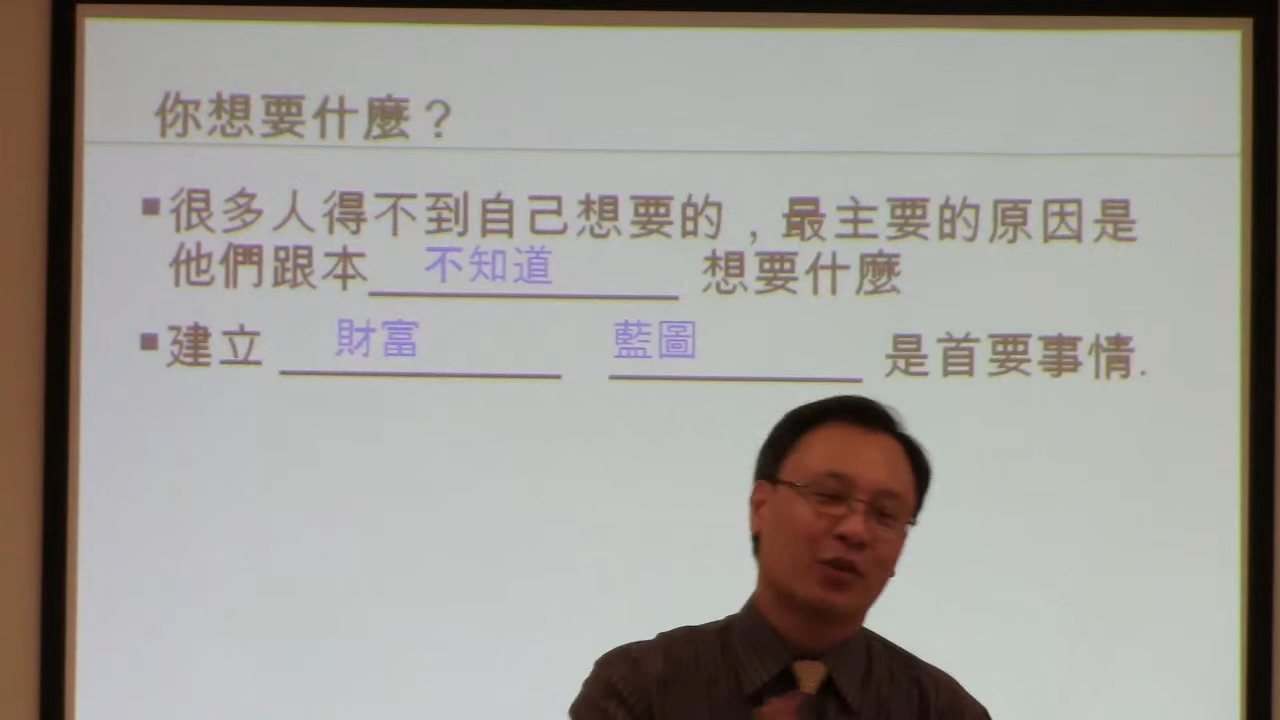 你想要什麼？
▪很多人得不到自己想要的，最主要的原因是
他們跟本 不知道 想要什麼
▪建立 財富 藍圖 是首要事情.